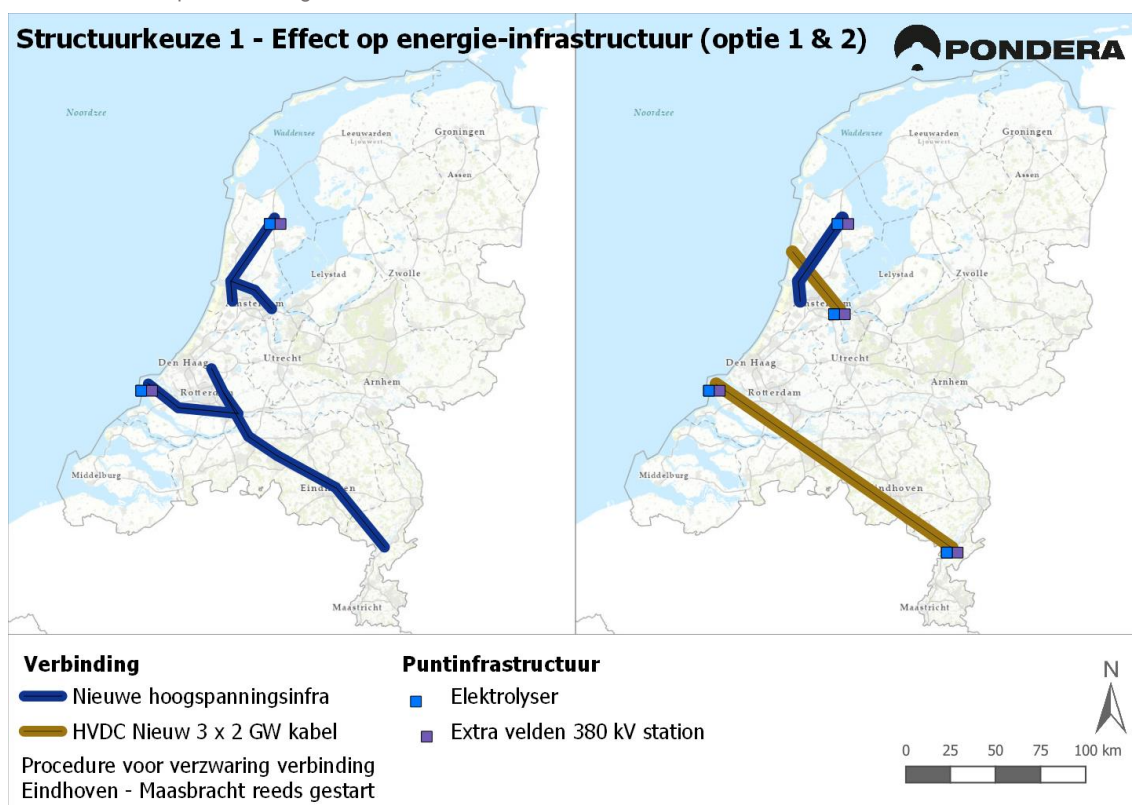 Structuurkeuze 1 - Effect op energie-infrastructuur (optie 1 & 2)
PONDERA
Noordzee
Waddenzee
Leeuwarden
Ljouwert
Groningen
Assen
Lelystad
Zwolle
Den Haag
Utrecht
Arnhem
Rotterdam
Middelburg
Eindhoven
Maastricht
Noordzee
Waddenzee
Leeuwarden
Ljouwert
Groningen
Assen
Lelystad
Zwolle
Amsterdam
Den Haag
Utrecht
Arnhem
Rotterdam
Middelburg
Eindhoven
Maastricht
Verbinding
Nieuwe hoogspanningsinfra
HVDC Nieuw 3 x 2 GW kabel
Procedure voor verzwaring verbinding
Eindhoven - Maasbracht reeds gestart
Puntinfrastructuur
Elektrolyser
Extra velden 380 kV station
N
0 25 50 75 100 km